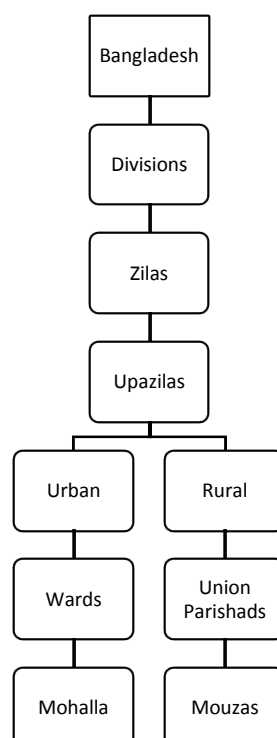 Bangladesh
Divisions
Zilas
Upazilas
Urban
Rural
Wards
Union
Parishads
Mohalla
Mouzas